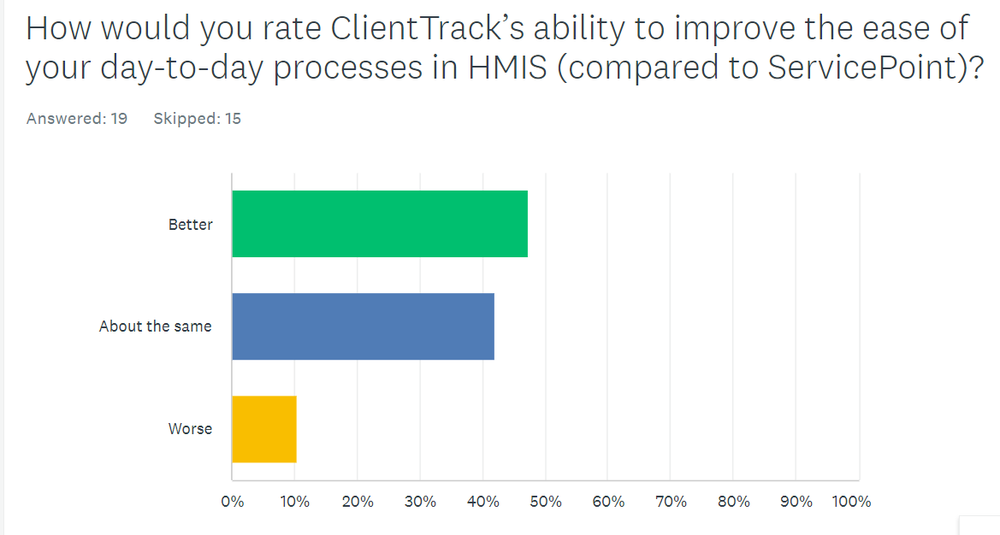 How would you rate ClientTrack’s ability to improve the ease of
your day-to-day processes in HMIS (compared to ServicePoint)?
Answered: 19 Skipped: 15
Better
About the same
Worse
0% 10% 20% 30% 40% 50% 60% 70% 80% 90% 100%